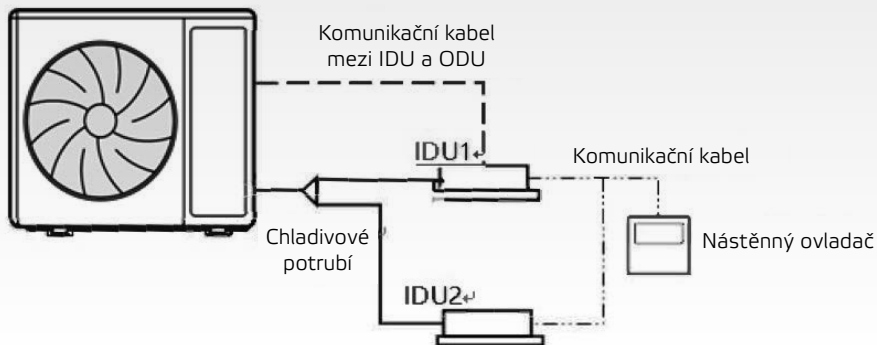 Komunikační kabel
mezi IDU a ODU
IDU1↵
Komunikační kabel
Chladivové
potrubí
Nástěnný ovladač
IDU2↵